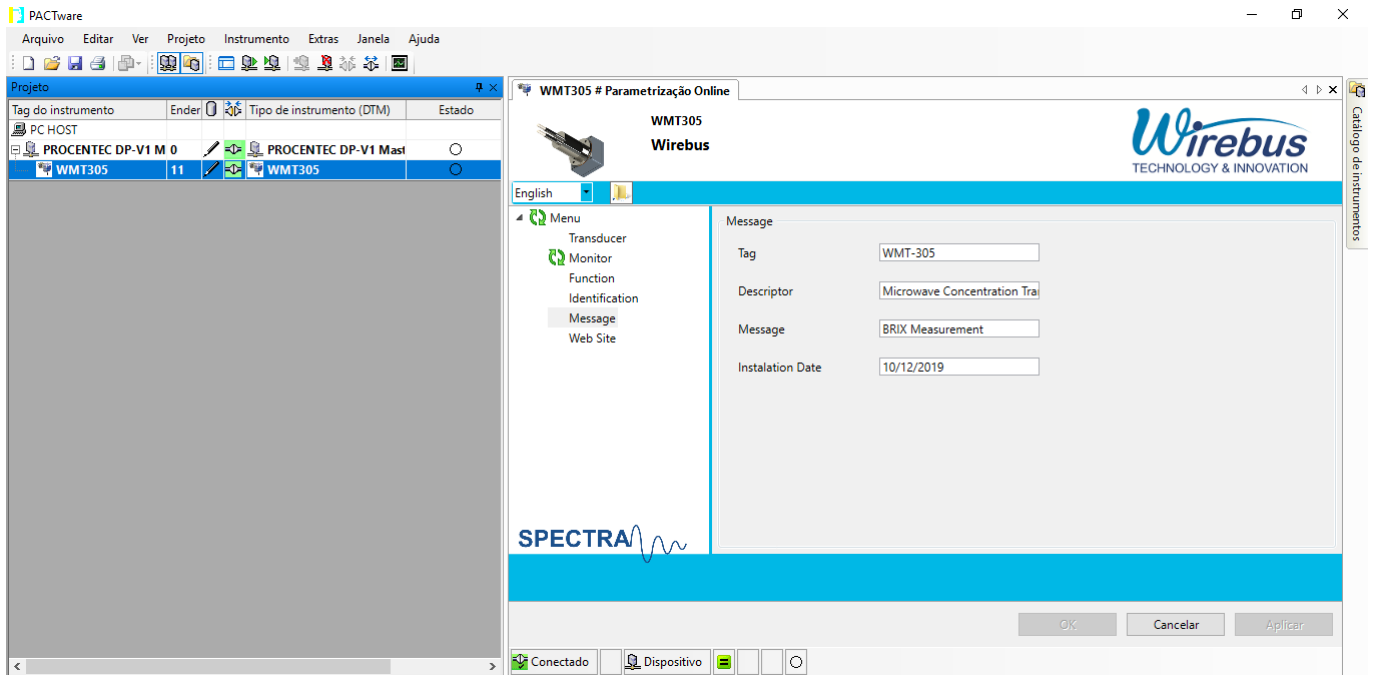 PACTware
Arquivo Editar Ver Projeto Instrumento Extras Janela Ajuda
Projeto
Tag do instrumento Ender Tipo de instrumento (DTM) Estado
PC HOST
PROCENTEC DP-V1 M 0 PROCENTEC DP-V1 Mast
WMT305 11 WMT305
WMT305 # Parametrização Online
WMT305
Wirebus
Wirebus
TECHNOLOGY & INNOVATION
English
Menu
Transducer
Monitor
Function
Identification
Message
Web Site
SPECTRA
Message
Tag WMT-305
Descriptor Microwave Concentration Tra
Message BRIX Measurement
Instalation Date 10/12/2019
OK Cancelar Aplicar
Conectado Dispositivo
Catálogo de instrumentos